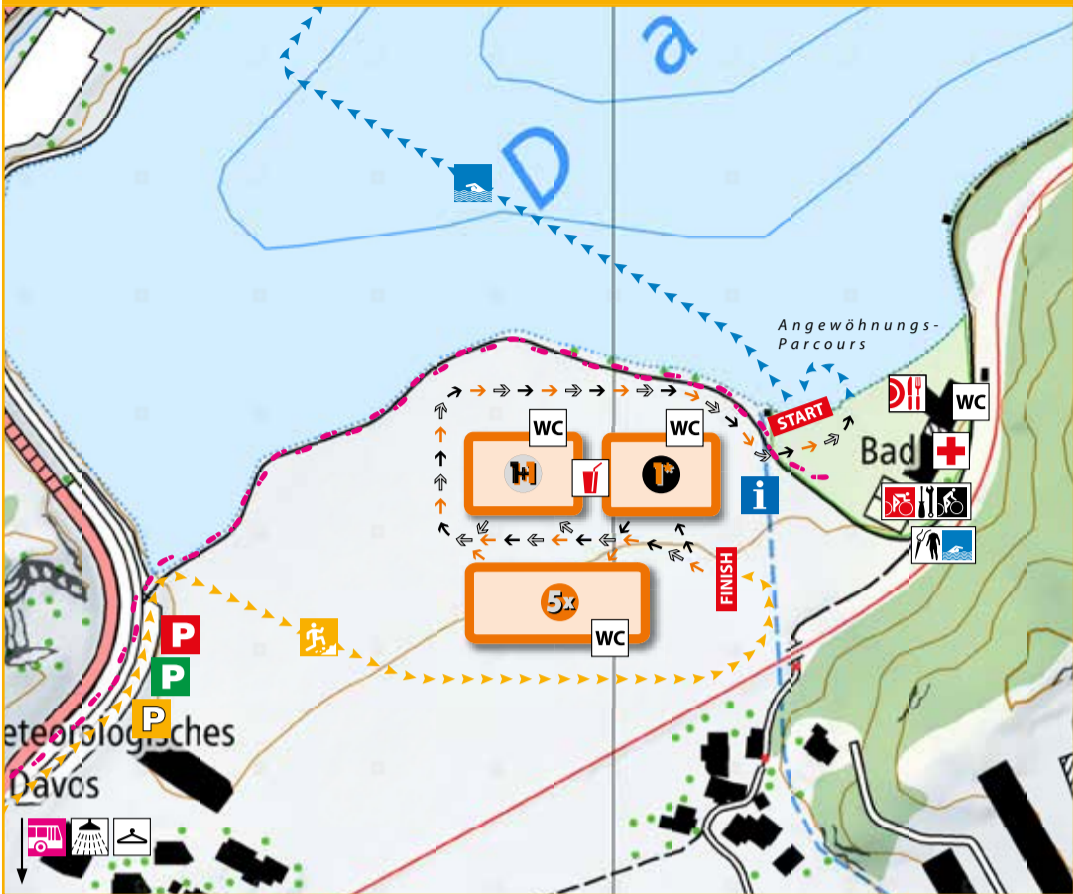 a
D
Angewöhnungs-
Parcours
START
WC
Bad
WC
WC
1+1
1*
i
FINISH
5x
WC
P
P
P
eteorologisches
Davos